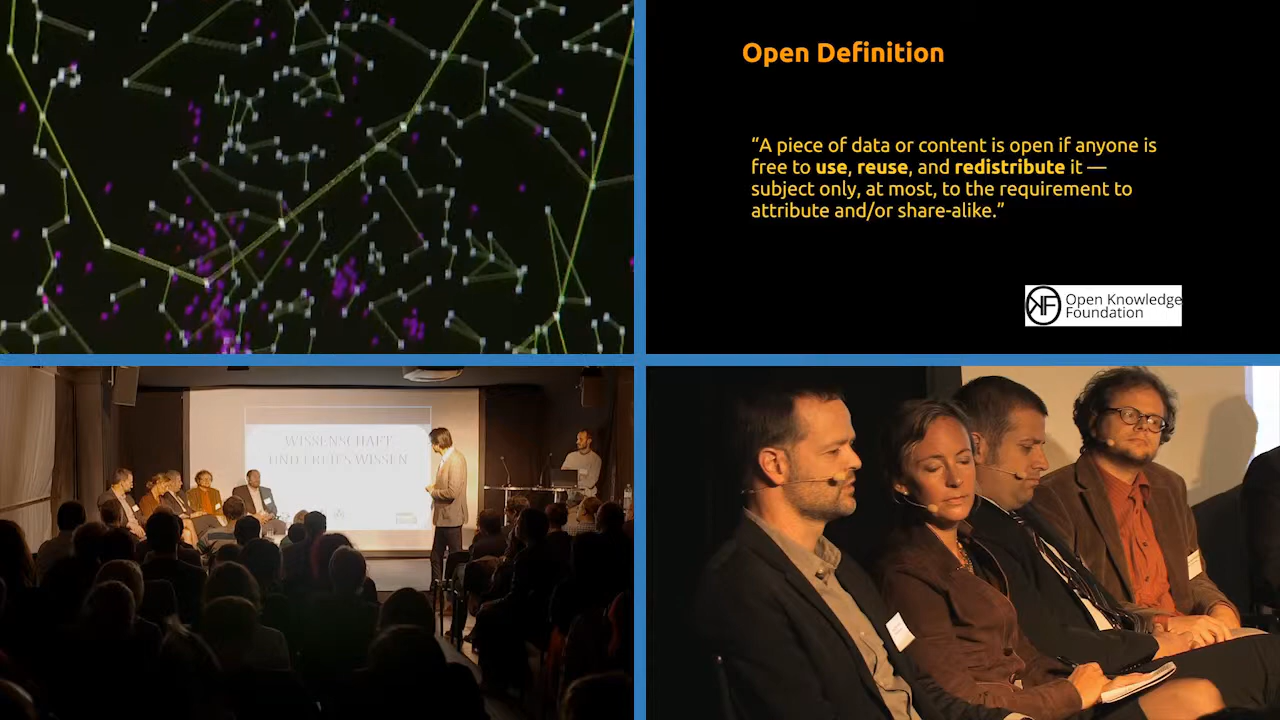 Open Definition
“A piece of data or content is open if anyone is
free to use, reuse, and redistribute it —
subject only, at most, to the requirement to
attribute and/or share-alike.”
Open Knowledge
Foundation
WISSENSCHAFT
UND FREIES WISSEN